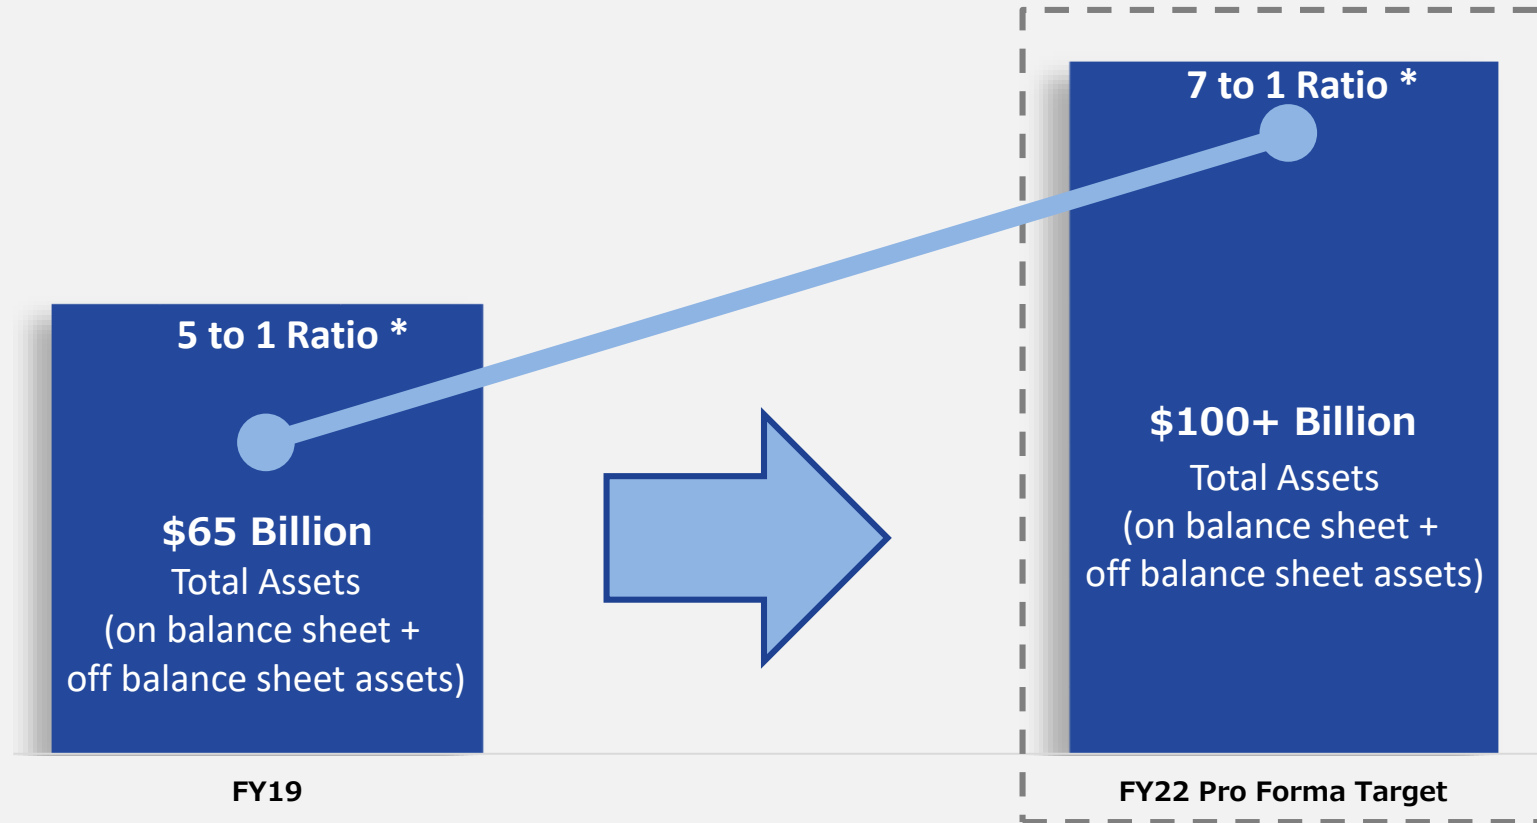 5 to 1 Ratio *
$65 Billion
Total Assets
(on balance sheet +
off balance sheet assets)
FY19
7 to 1 Ratio *
$100+ Billion
Total Assets
(on balance sheet +
off balance sheet assets)
FY22 Pro Forma Target